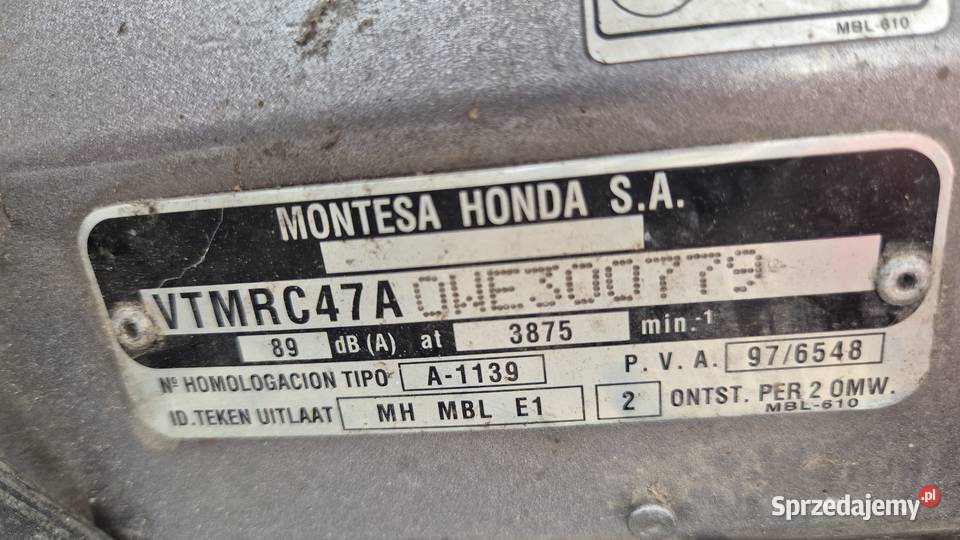 MBL-610
MONTESA HONDA S.A.
VTMRC47A 0WE300779
89 dB (A) at 3875 min.-1
Nº HOMOLOGACION TIPO A-1139 P. V. A. 97/6548
ID.TEKEN UITLAAT MH MBL E1 2 ONTST. PER 2 OMW.
MBL-610
Sprzedajemy.pl